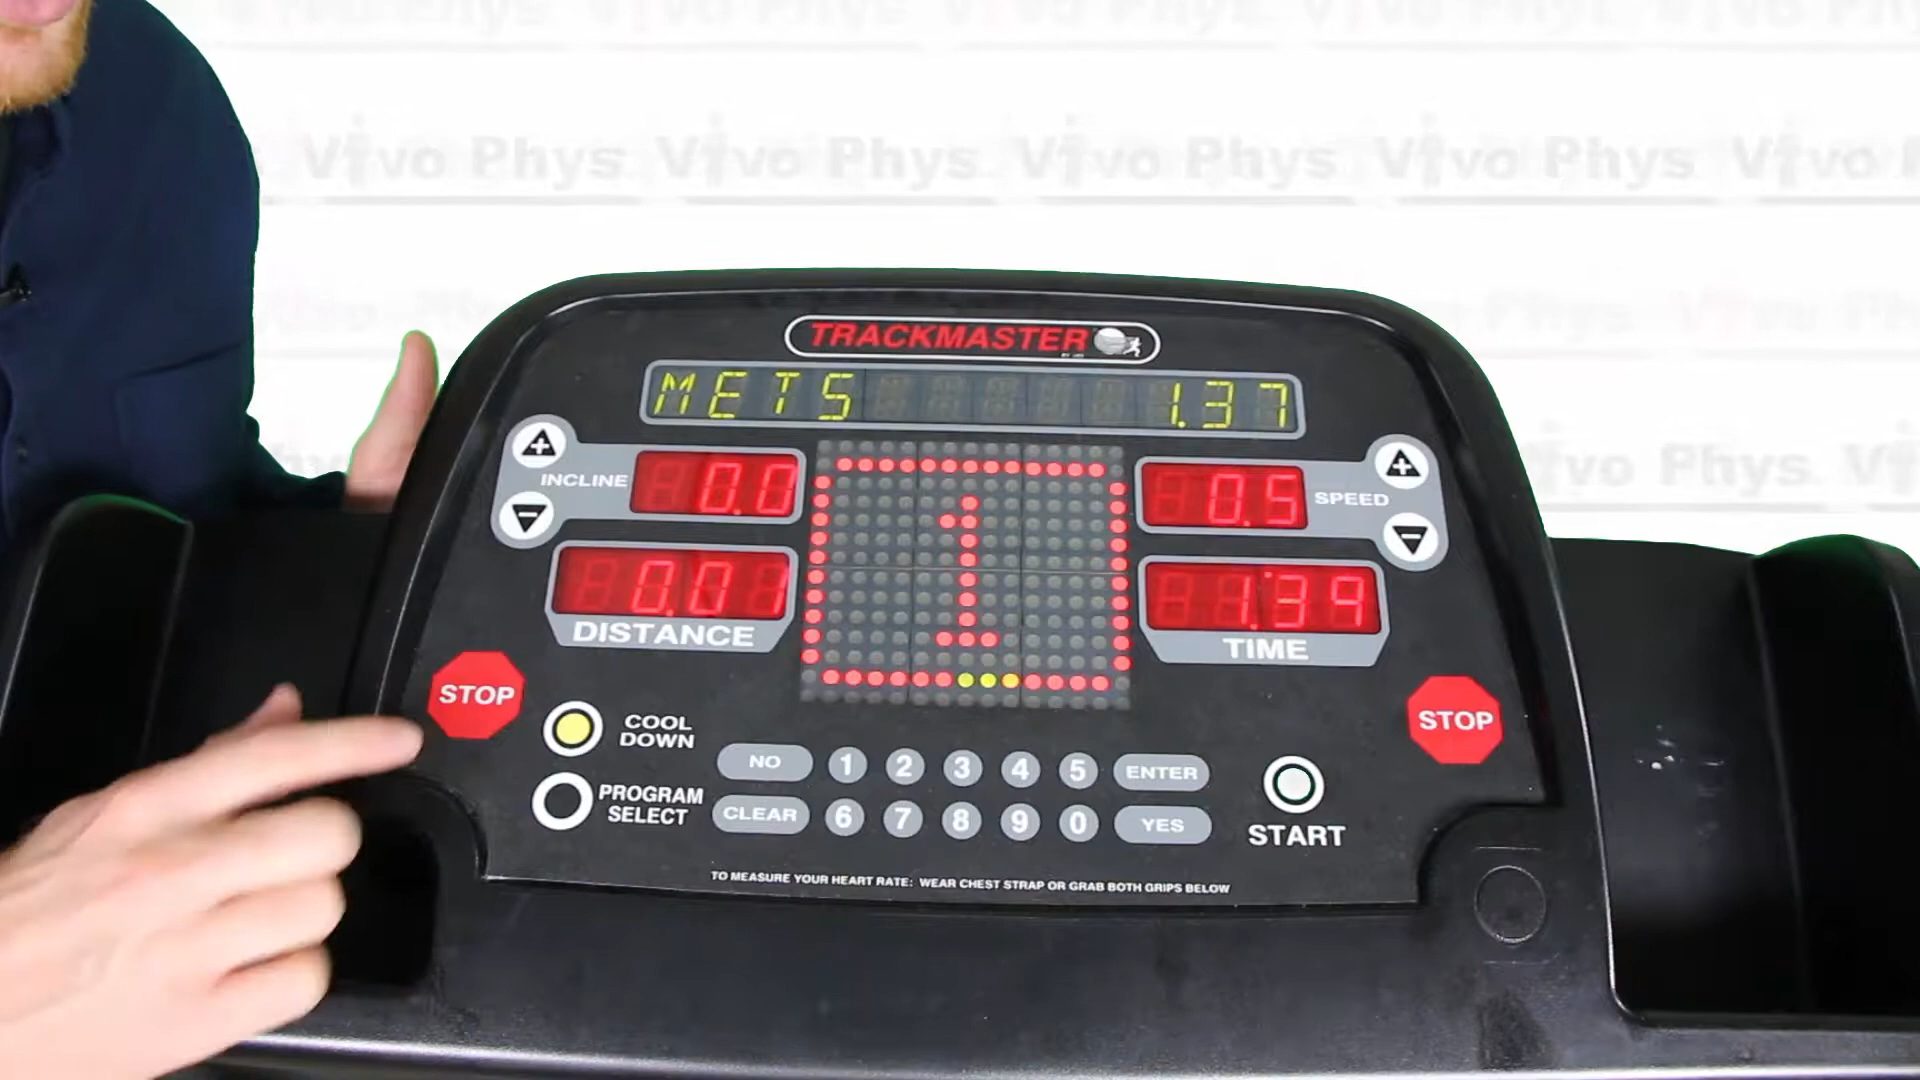 Vivo Phys Vivo Phys Vivo Phys Vivo Phys Vivo P
TRACKMASTER
METS 1.37
INCLINE 0.0
0.5 SPEED
0.01
DISTANCE
1:39
TIME
1
STOP
COOL
DOWN
PROGRAM
SELECT
NO 1 2 3 4 5 ENTER
CLEAR 6 7 8 9 0 YES
START
STOP
TO MEASURE YOUR HEART RATE: WEAR CHEST STRAP OR GRAB BOTH GRIPS BELOW